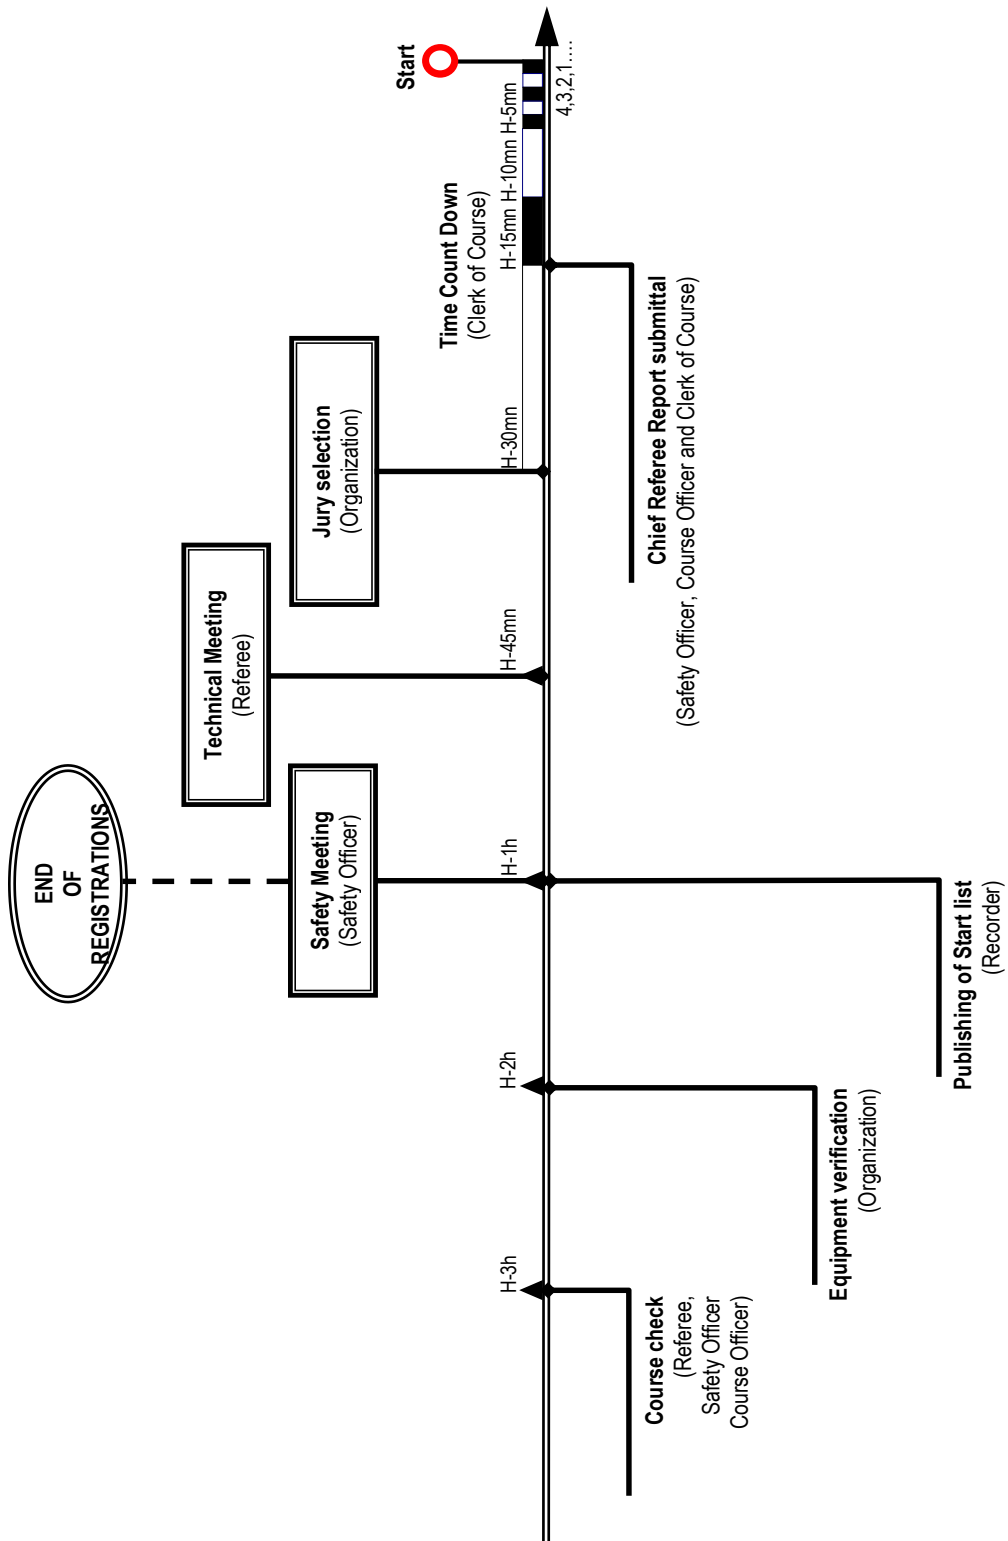 END
OF
REGISTRATIONS
Safety Meeting
(Safety Officer)
Technical Meeting
(Referee)
Jury selection
(Organization)
Time Count Down
(Clerk of Course)
Start
H-3h
H-2h
H-1h
H-45mn
H-30mn
H-15mn
H-10mn
H-5mn
4,3,2,1....
Course check
(Referee,
Safety Officer
Course Officer)
Equipment verification
(Organization)
Publishing of Start list
(Recorder)
Chief Referee Report submittal
(Safety Officer, Course Officer and Clerk of Course)